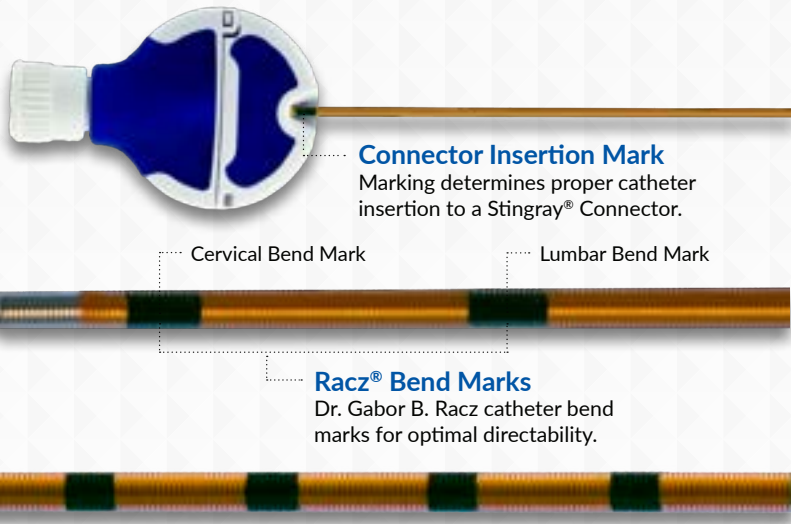 Connector Insertion Mark
Marking determines proper catheter
insertion to a Stingray® Connector.
Cervical Bend Mark
Lumbar Bend Mark
Racz® Bend Marks
Dr. Gabor B. Racz catheter bend
marks for optimal directability.